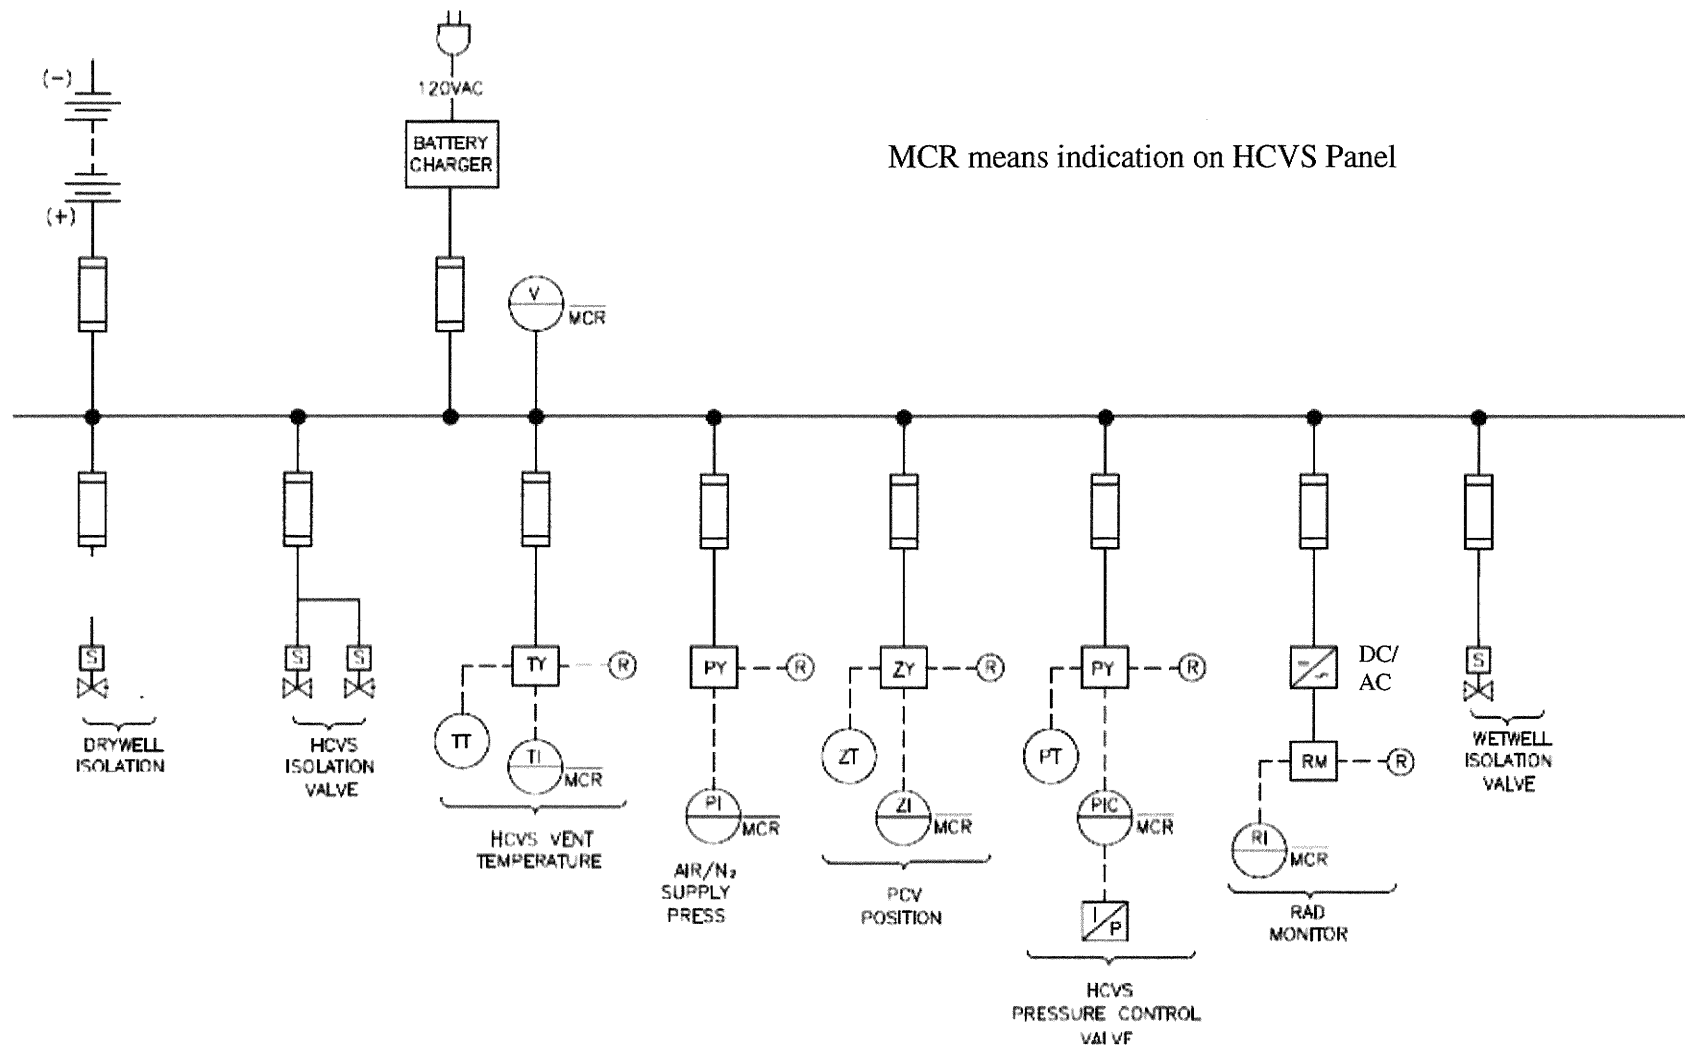 (-)
(+)
120VAC
BATTERY
CHARGER
MCR means indication on HCVS Panel
V
MCR
S
DRYWELL
ISOLATION
S
S
HCVS
ISOLATION
VALVE
TY
R
TT
TI
MCR
HCVS VENT
TEMPERATURE
PY
R
PI
MCR
AIR/N₂
SUPPLY
PRESS
ZY
R
ZT
ZI
MCR
PCV
POSITION
PY
R
PT
PIC
MCR
I/P
HCVS
PRESSURE CONTROL
VALVE
DC/
AC
RM
R
RI
MCR
RAD
MONITOR
S
WETWELL
ISOLATION
VALVE